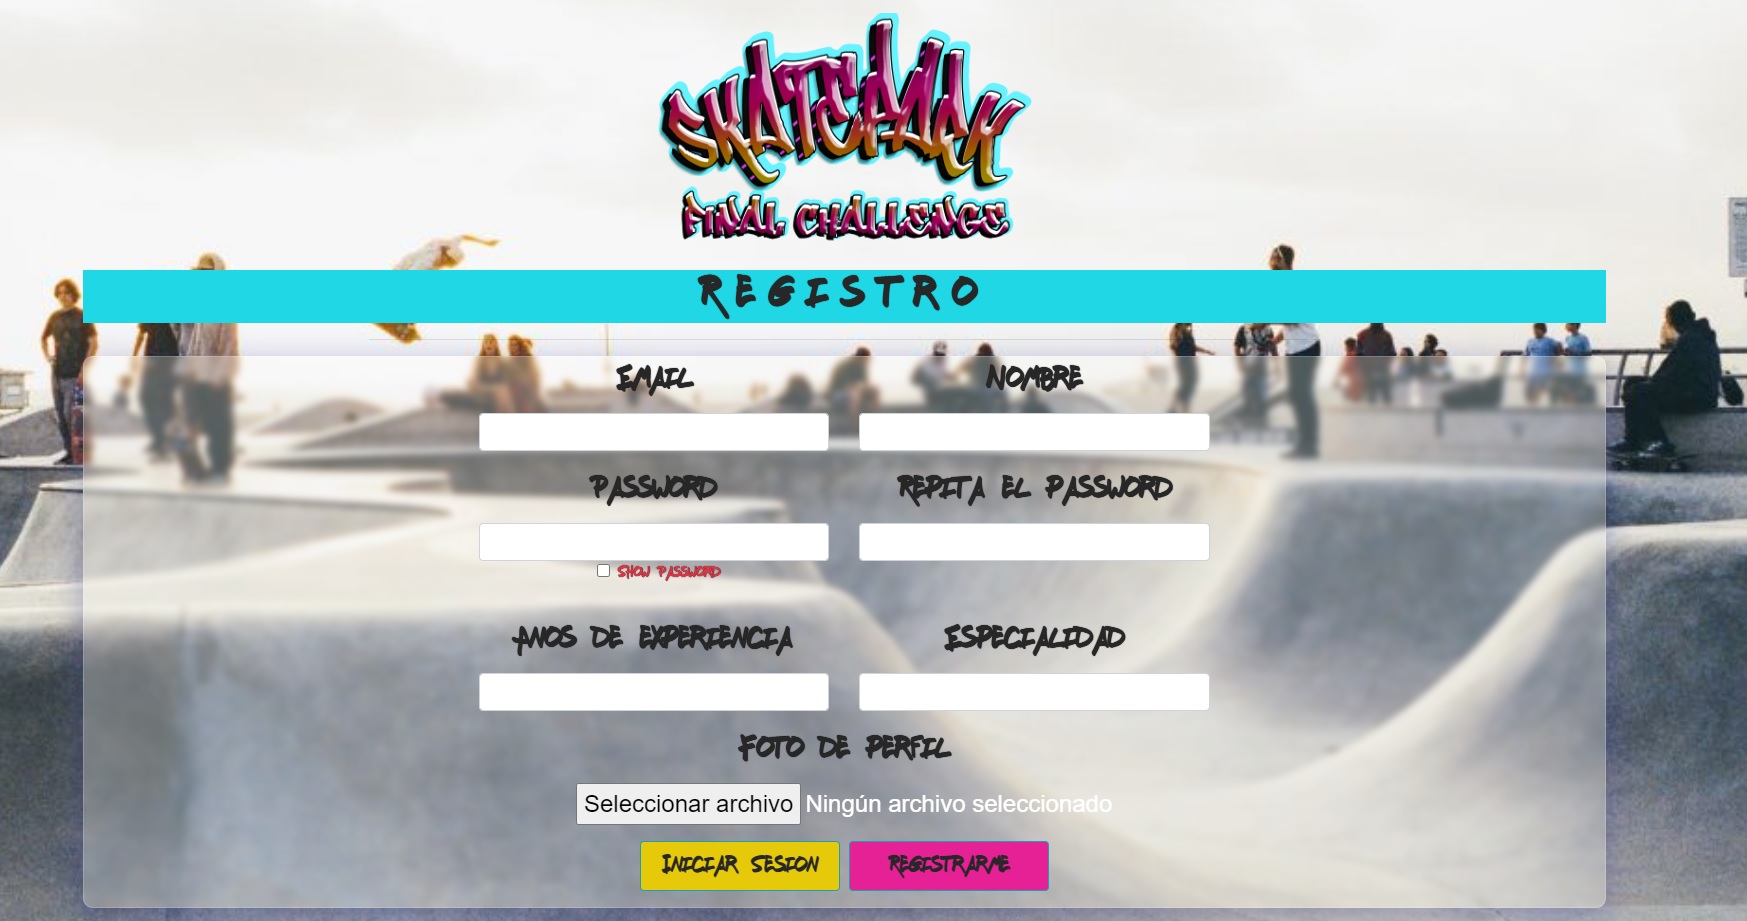 SKATEPARK
FINAL CHALLENGE
REGISTRO
Email Nombre
Password Repita el Password
Show Password
Anos de experiencia Especialidad
Foto de perfil
Seleccionar archivo Ningún archivo seleccionado
Iniciar Sesion Registrarme